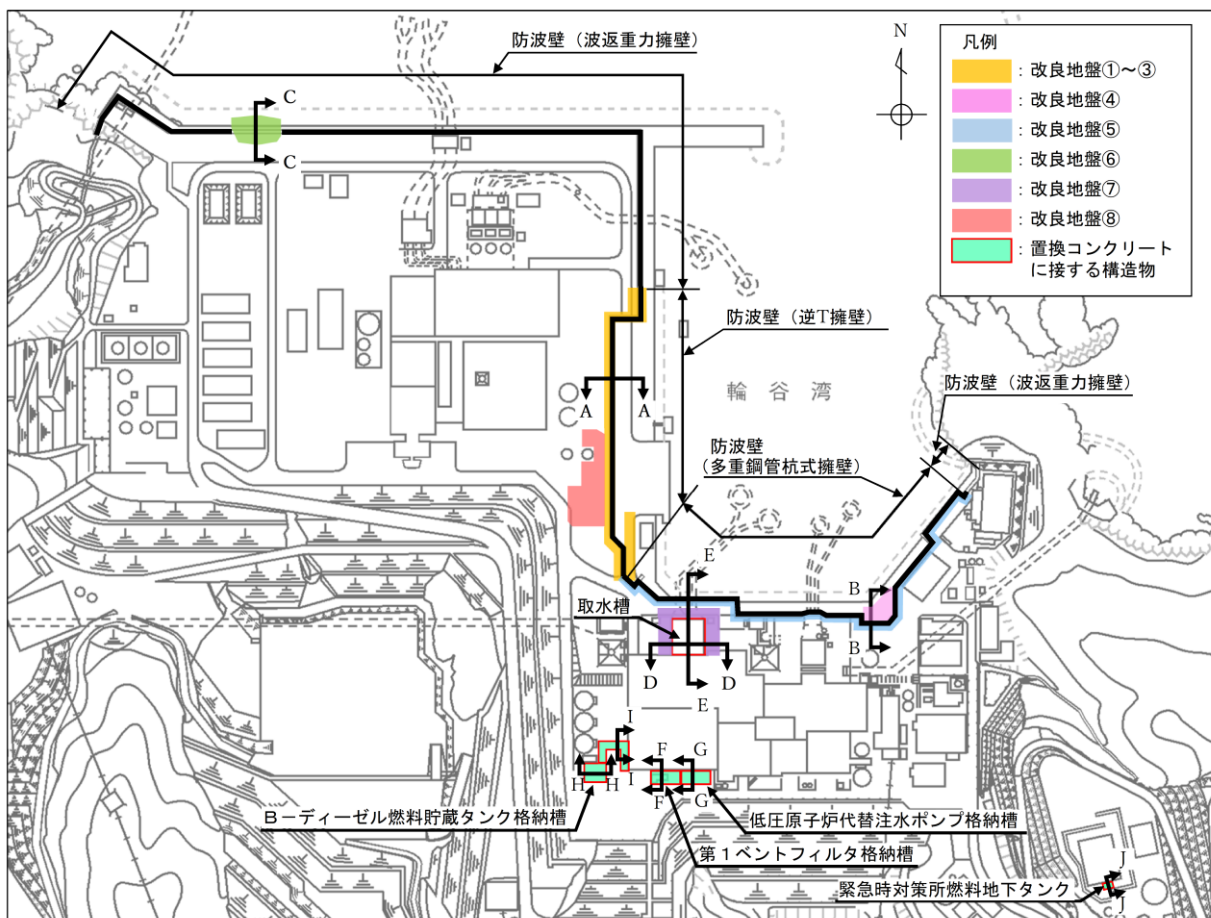 防波壁（波返重力擁壁）
N
凡例
：改良地盤①～③
：改良地盤④
：改良地盤⑤
：改良地盤⑥
：改良地盤⑦
：改良地盤⑧
：置換コンクリート
に接する構造物
C
C
防波壁（逆T擁壁）
輪谷湾
防波壁（波返重力擁壁）
A
A
防波壁
（多重鋼管杭式擁壁）
E
B
B
取水槽
D
D
E
I
I
F
G
H
H
F
G
B－ディーゼル燃料貯蔵タンク格納槽
低圧原子炉代替注水ポンプ格納槽
第１ベントフィルタ格納槽
緊急時対策所燃料地下タンク
J
J